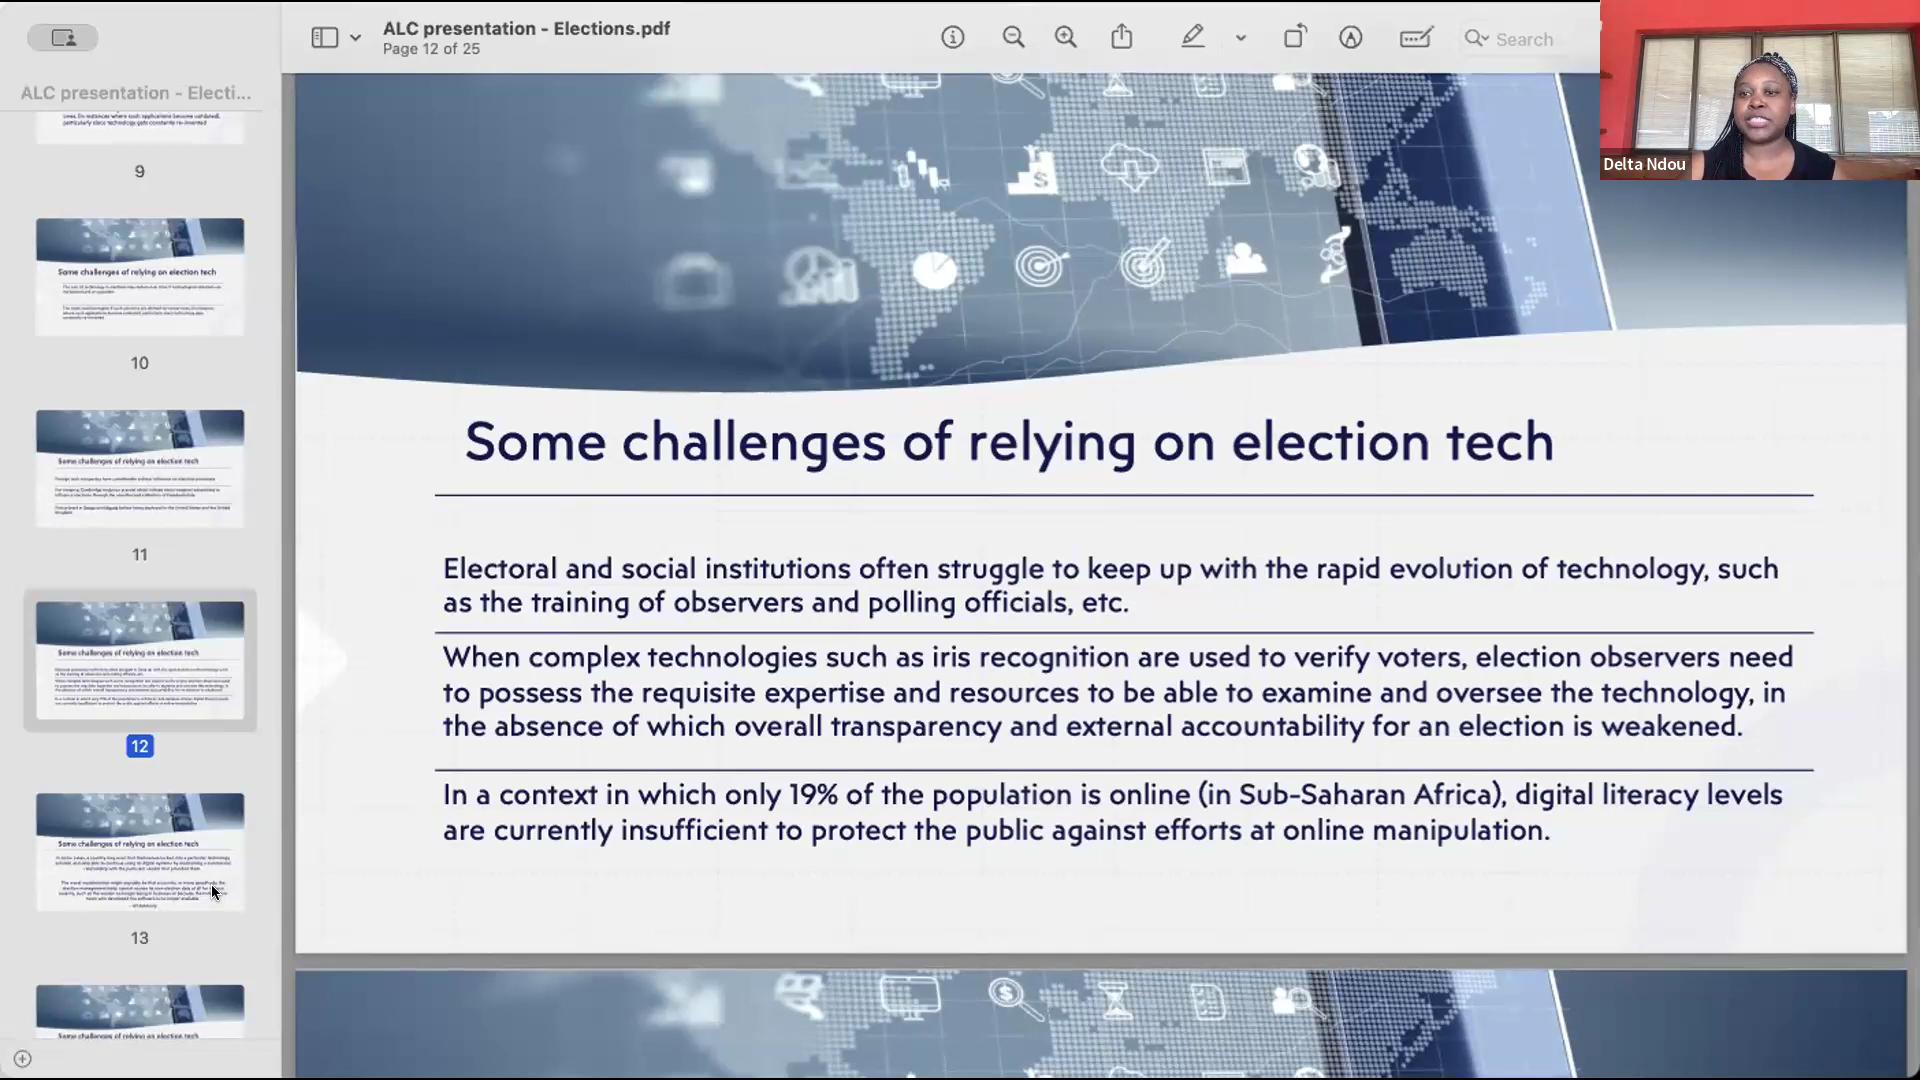 ALC presentation - Elections.pdf
Page 12 of 25
Search
Delta Ndou
ALC presentation - Electi...
9
Some challenges of relying on election tech
10
Some challenges of relying on election tech
11
Some challenges of relying on election tech
12
Some challenges of relying on election tech
13
Some challenges of relying on election tech
Some challenges of relying on election tech
Electoral and social institutions often struggle to keep up with the rapid evolution of technology, such
as the training of observers and polling officials, etc.
When complex technologies such as iris recognition are used to verify voters, election observers need
to possess the requisite expertise and resources to be able to examine and oversee the technology, in
the absence of which overall transparency and external accountability for an election is weakened.
In a context in which only 19% of the population is online (in Sub-Saharan Africa), digital literacy levels
are currently insufficient to protect the public against efforts at online manipulation.